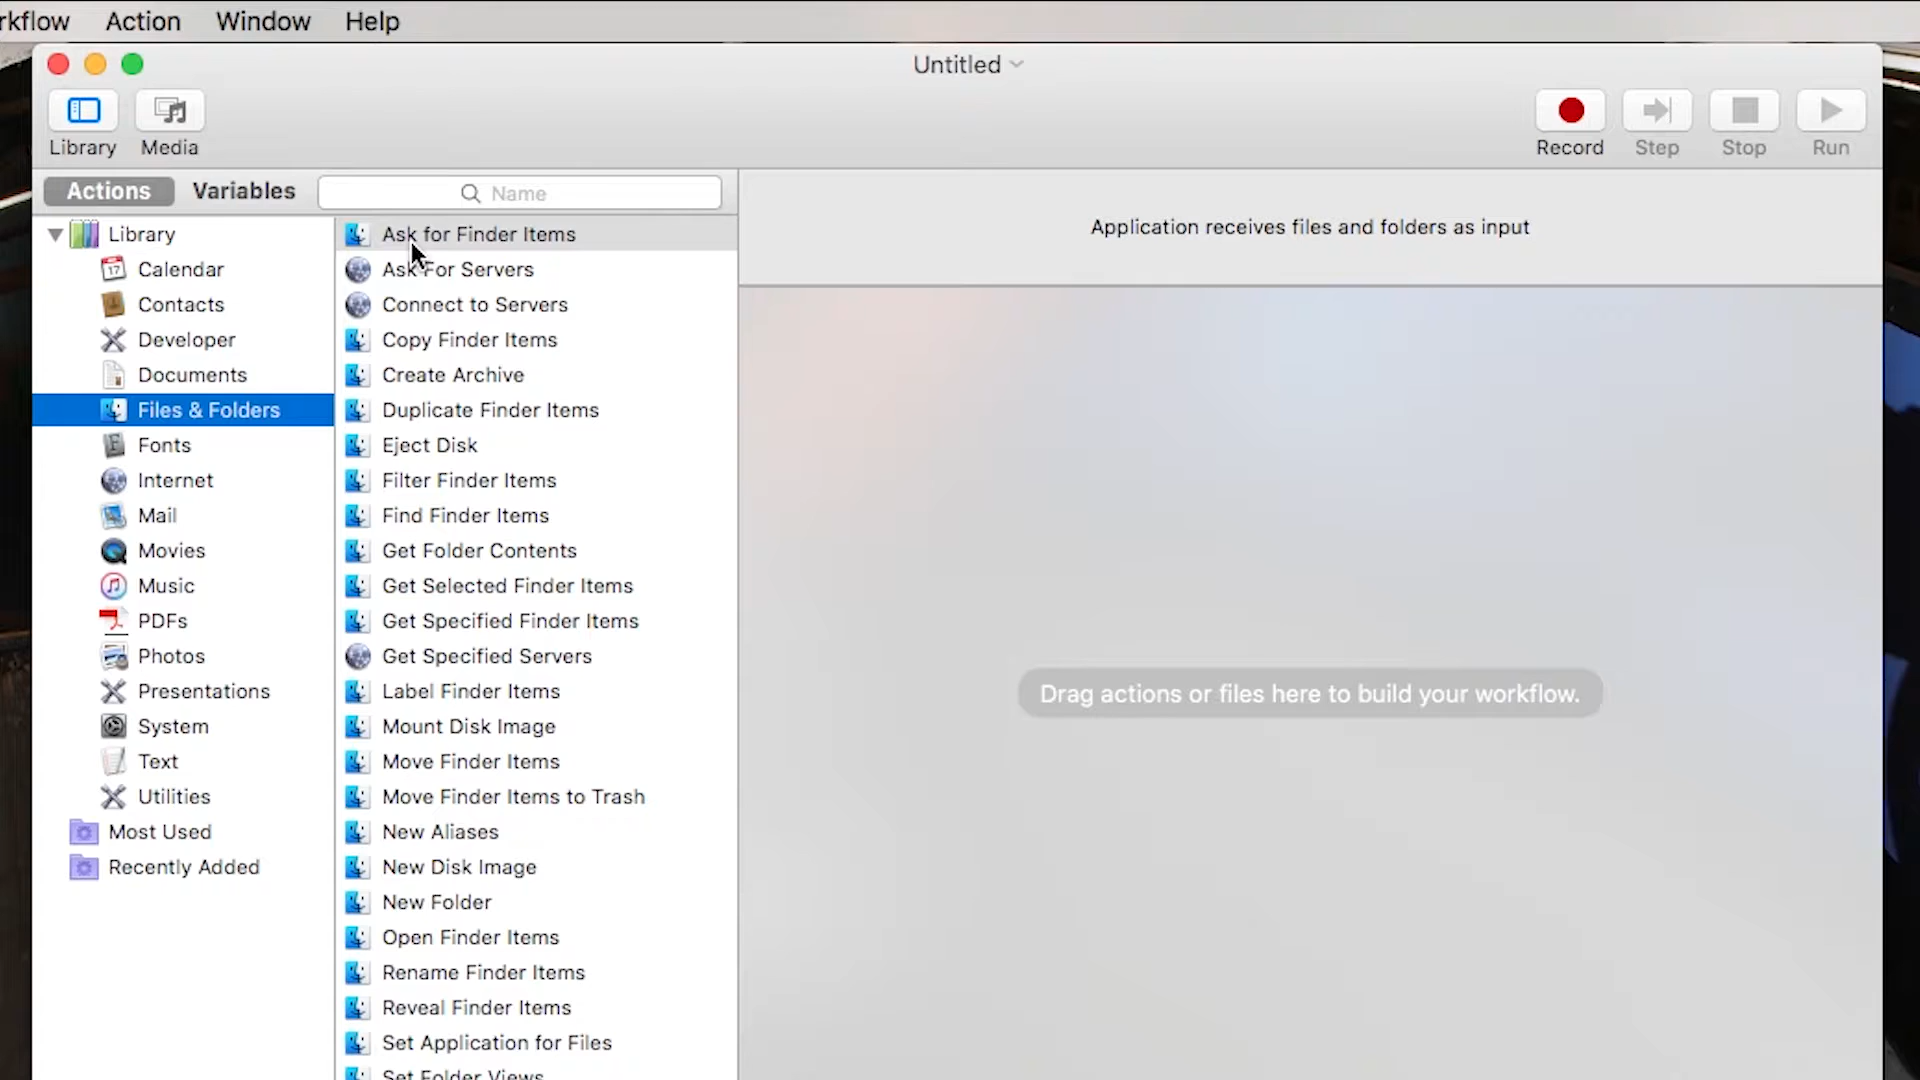 rkflow Action Window Help
Untitled
Library Media Record Step Stop Run
Actions Variables Name
Application receives files and folders as input
Library
17 Calendar
Contacts
Developer
Documents
Files & Folders
Fonts
Internet
Mail
Movies
Music
PDFs
Photos
Presentations
System
Text
Utilities
Most Used
Recently Added
Ask for Finder Items
Ask For Servers
Connect to Servers
Copy Finder Items
Create Archive
Duplicate Finder Items
Eject Disk
Filter Finder Items
Find Finder Items
Get Folder Contents
Get Selected Finder Items
Get Specified Finder Items
Get Specified Servers
Label Finder Items
Mount Disk Image
Move Finder Items
Move Finder Items to Trash
New Aliases
New Disk Image
New Folder
Open Finder Items
Rename Finder Items
Reveal Finder Items
Set Application for Files
Set Folder Views
Drag actions or files here to build your workflow.